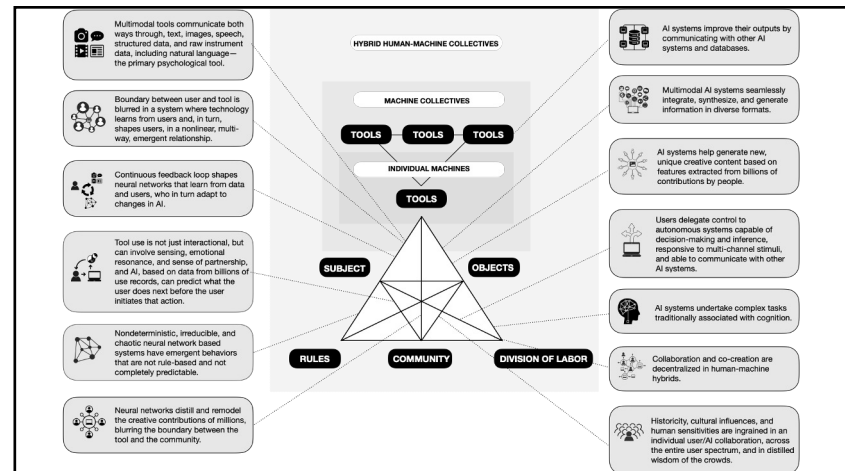 Multimodal tools communicate both
ways through, text, images, speech,
structured data, and raw instrument
data, including natural language—
the primary psychological tool.
Boundary between user and tool is
blurred in a system where technology
learns from users and, in turn,
shapes users, in a nonlinear, multi-
way, emergent relationship.
Continuous feedback loop shapes
neural networks that learn from data
and users, who in turn adapt to
changes in AI.
Tool use is not just interactional, but
can involve sensing, emotional
resonance, and sense of partnership,
and AI, based on data from billions of
use records, can predict what the
user does next before the user
initiates that action.
Nondeterministic, irreducible, and
chaotic neural network based
systems have emergent behaviors
that are not rule-based and not
completely predictable.
Neural networks distill and remodel
the creative contributions of millions,
blurring the boundary between the
tool and the community.
HYBRID HUMAN-MACHINE COLLECTIVES
MACHINE COLLECTIVES
TOOLS TOOLS TOOLS
INDIVIDUAL MACHINES
TOOLS
SUBJECT OBJECTS
RULES COMMUNITY DIVISION OF LABOR
AI systems improve their outputs by
communicating with other AI
systems and databases.
Multimodal AI systems seamlessly
integrate, synthesize, and generate
information in diverse formats.
AI systems help generate new,
unique creative content based on
features extracted from billions of
contributions by people.
Users delegate control to
autonomous systems capable of
decision-making and inference,
responsive to multi-channel stimuli,
and able to communicate with other
AI systems.
AI systems undertake complex tasks
traditionally associated with cognition.
Collaboration and co-creation are
decentralized in human-machine
hybrids.
Historicity, cultural influences, and
human sensitivities are ingrained in an
individual user/AI collaboration, across
the entire user spectrum, and in distilled
wisdom of the crowds.